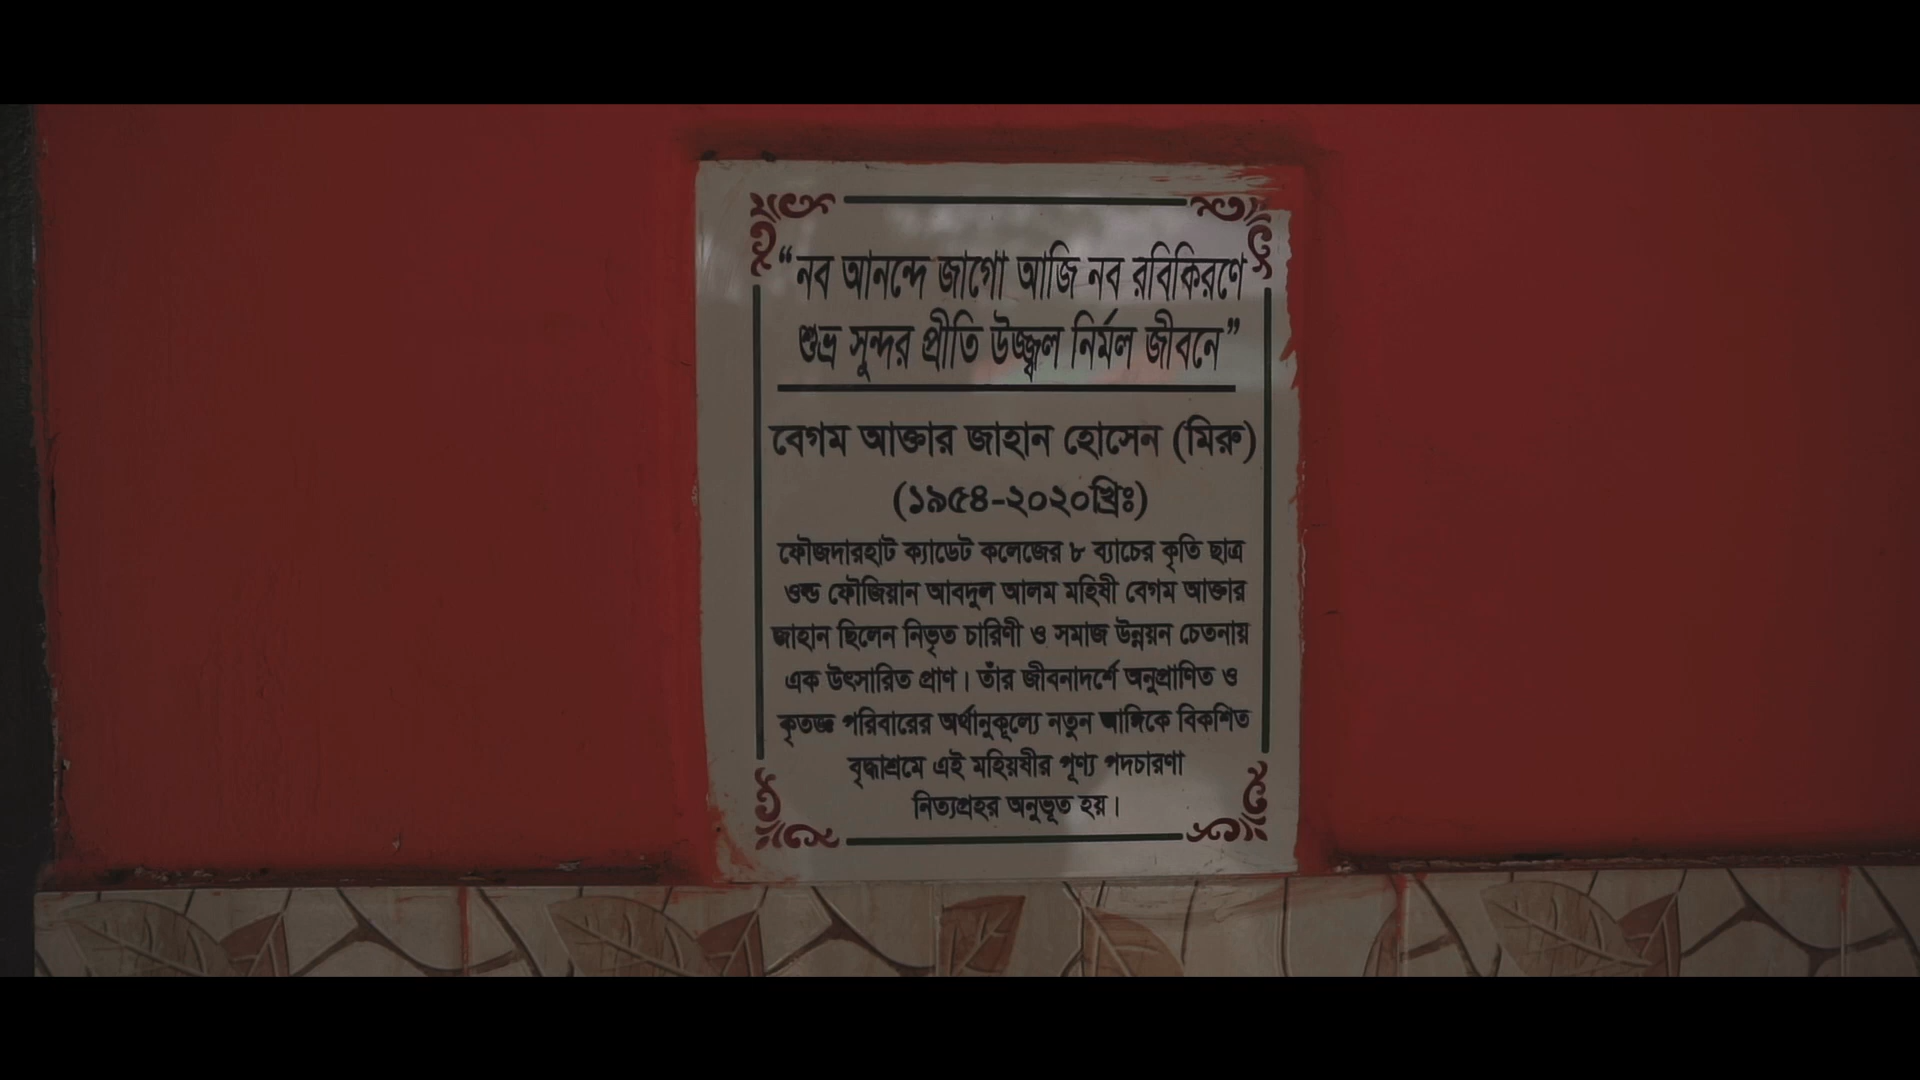 “নব আনন্দে জাগো আজি নব রবিকিরণে
শুভ্র সুন্দর প্রীতি উজ্জ্বল নির্মল জীবনে”
বেগম আক্তার জাহান হোসেন (মিরু)
(১৯৫৪-২০২০খ্রিঃ)
ফৌজদারহাট ক্যাডেট কলেজের ৮ ব্যাচের কৃতি ছাত্র
ওল্ড ফৌজিয়ান আবদুল আলম মহিষী বেগম আক্তার
জাহান ছিলেন নিভৃত চারিণী ও সমাজ উন্নয়ন চেতনায়
এক উৎসারিত প্রাণ। তাঁর জীবনাদর্শে অনুপ্রাণিত ও
কৃতজ্ঞ পরিবারের অর্থানুকূল্যে নতুন আঙ্গিকে বিকশিত
বৃদ্ধাশ্রমে এই মহিয়ষীর পূণ্য পদচারণা
নিত্যপ্রহর অনুভূত হয়।